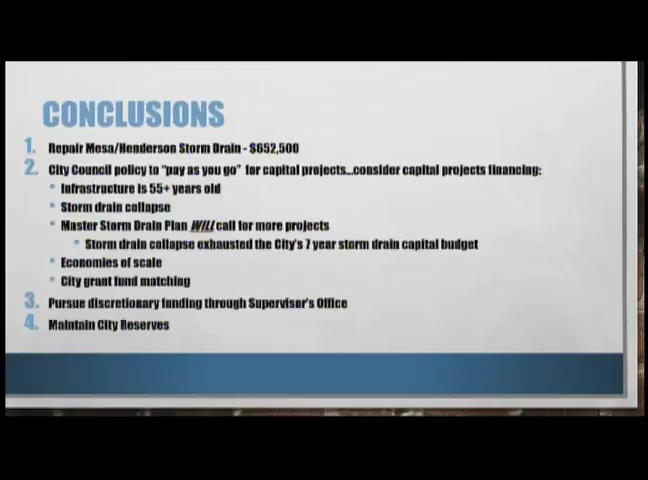 CONCLUSIONS
1. Repair Mesa/Henderson Storm Drain - $652,500
2. City Council policy to "pay as you go" for capital projects...consider capital projects financing:
• Infrastructure is 55+ years old
• Storm drain collapse
• Master Storm Drain Plan WILL call for more projects
• Storm drain collapse exhausted the City's 7 year storm drain capital budget
• Economies of scale
• City grant fund matching
3. Pursue discretionary funding through Superviser's Office
4. Maintain City Reserves